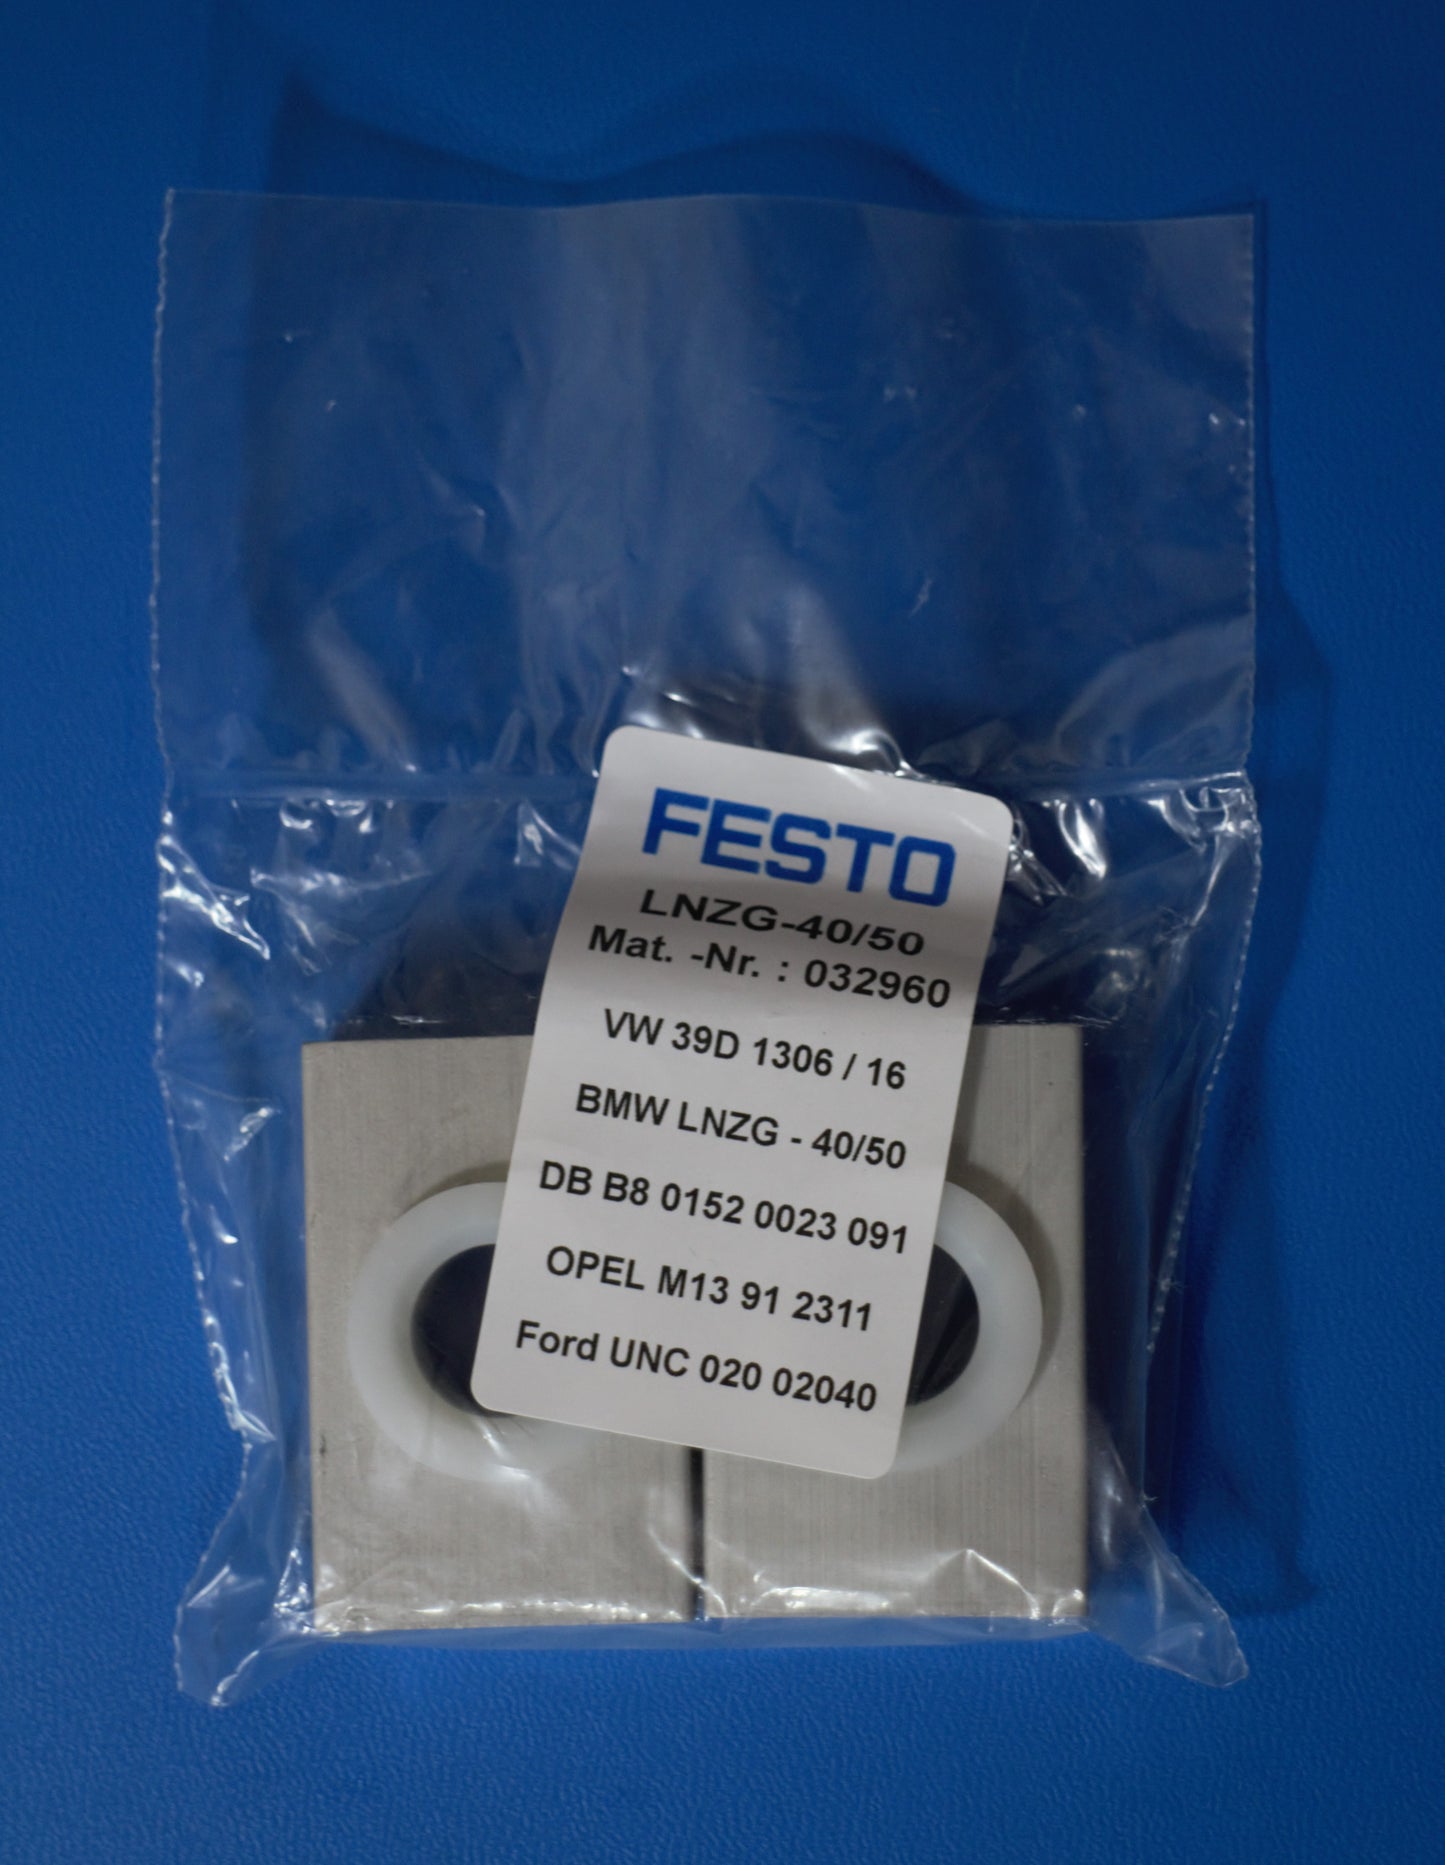 FESTO
LNZG-40/50
Mat. -Nr. : 032960
VW 39D 1306 / 16
BMW LNZG - 40/50
DB B8 0152 0023 091
OPEL M13 91 2311
Ford UNC 020 02040